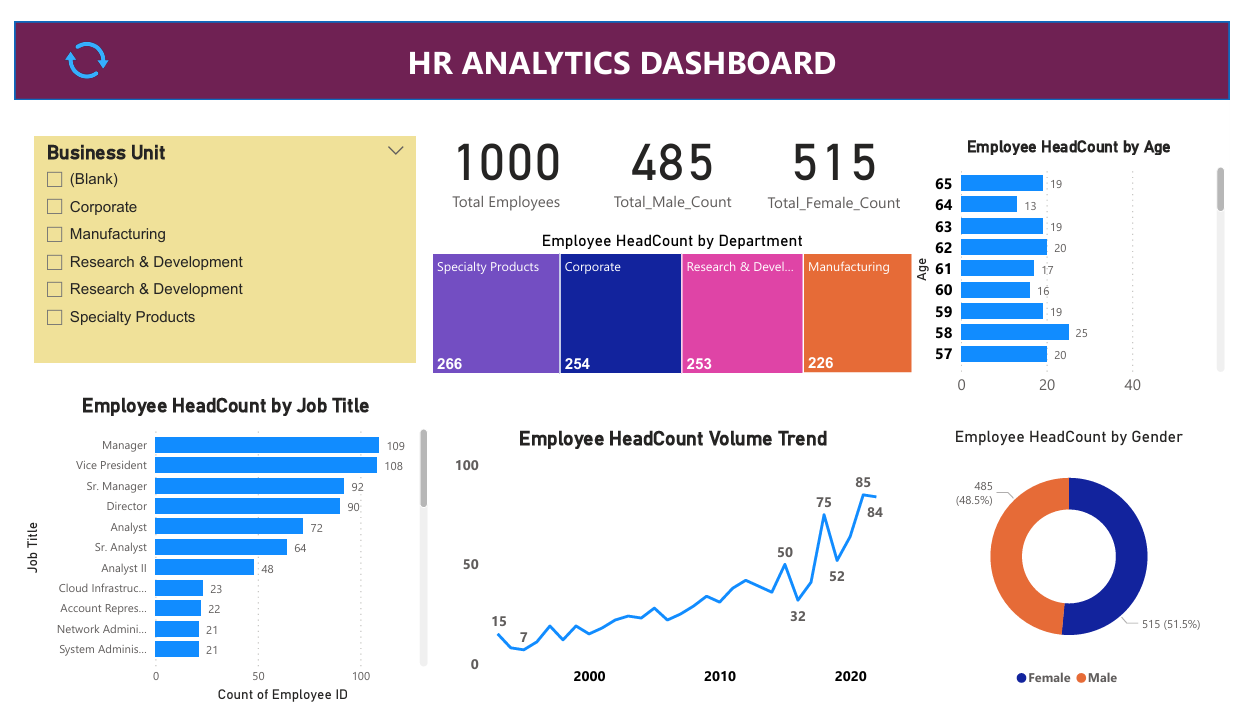 HR ANALYTICS DASHBOARD
Business Unit
(Blank)
Corporate
Manufacturing
Research & Development
Research & Development
Specialty Products
1000
Total Employees
485
Total_Male_Count
515
Total_Female_Count
Employee HeadCount by Department
Specialty Products
266
Corporate
254
Research & Devel...
253
Manufacturing
226
Employee HeadCount by Age
Age
65 19
64 13
63 19
62 20
61 17
60 16
59 19
58 25
57 20
0 20 40
Employee HeadCount by Job Title
Job Title
Manager 109
Vice President 108
Sr. Manager 92
Director 90
Analyst 72
Sr. Analyst 64
Analyst II 48
Cloud Infrastruc... 23
Account Repres... 22
Network Admini... 21
System Adminis... 21
0 50 100
Count of Employee ID
Employee HeadCount Volume Trend
100
50
0
15
7
50
32
75
52
85
84
2000 2010 2020
Employee HeadCount by Gender
485
(48.5%)
515 (51.5%)
Female Male